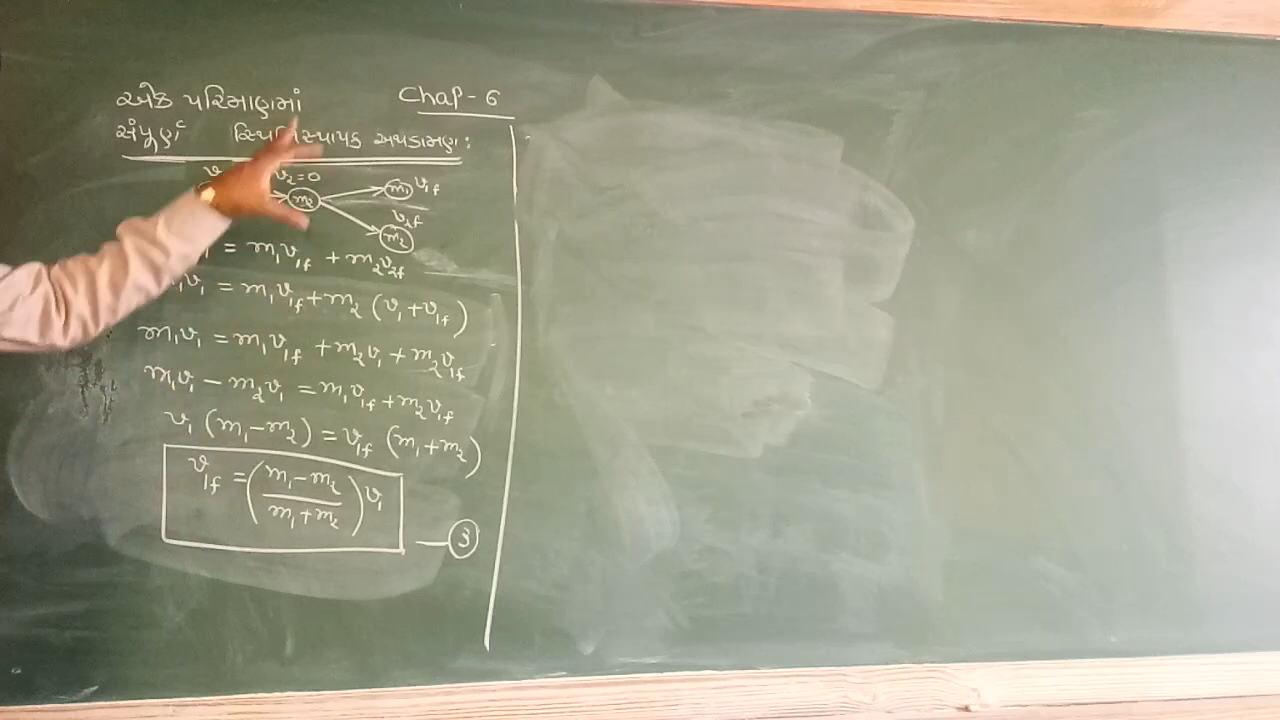 એક પરિમાણમાં Chap - 6
સંપૂર્ણ સ્થિતિસ્થાપક અથડામણ :
v₂=0 m₂ m₁ v₁f
v₂f m₂
= m₁v₁f + m₂v₂f
v₁ = m₁v₁f + m₂ (v₁+v₁f)
m₁v₁ = m₁v₁f + m₂v₁ + m₂v₁f
m₁v₁ − m₂v₁ = m₁v₁f + m₂v₁f
v₁ (m₁−m₂) = v₁f (m₁+m₂)
v₁f = (m₁−m₂ / m₁+m₂) v₁ — ③